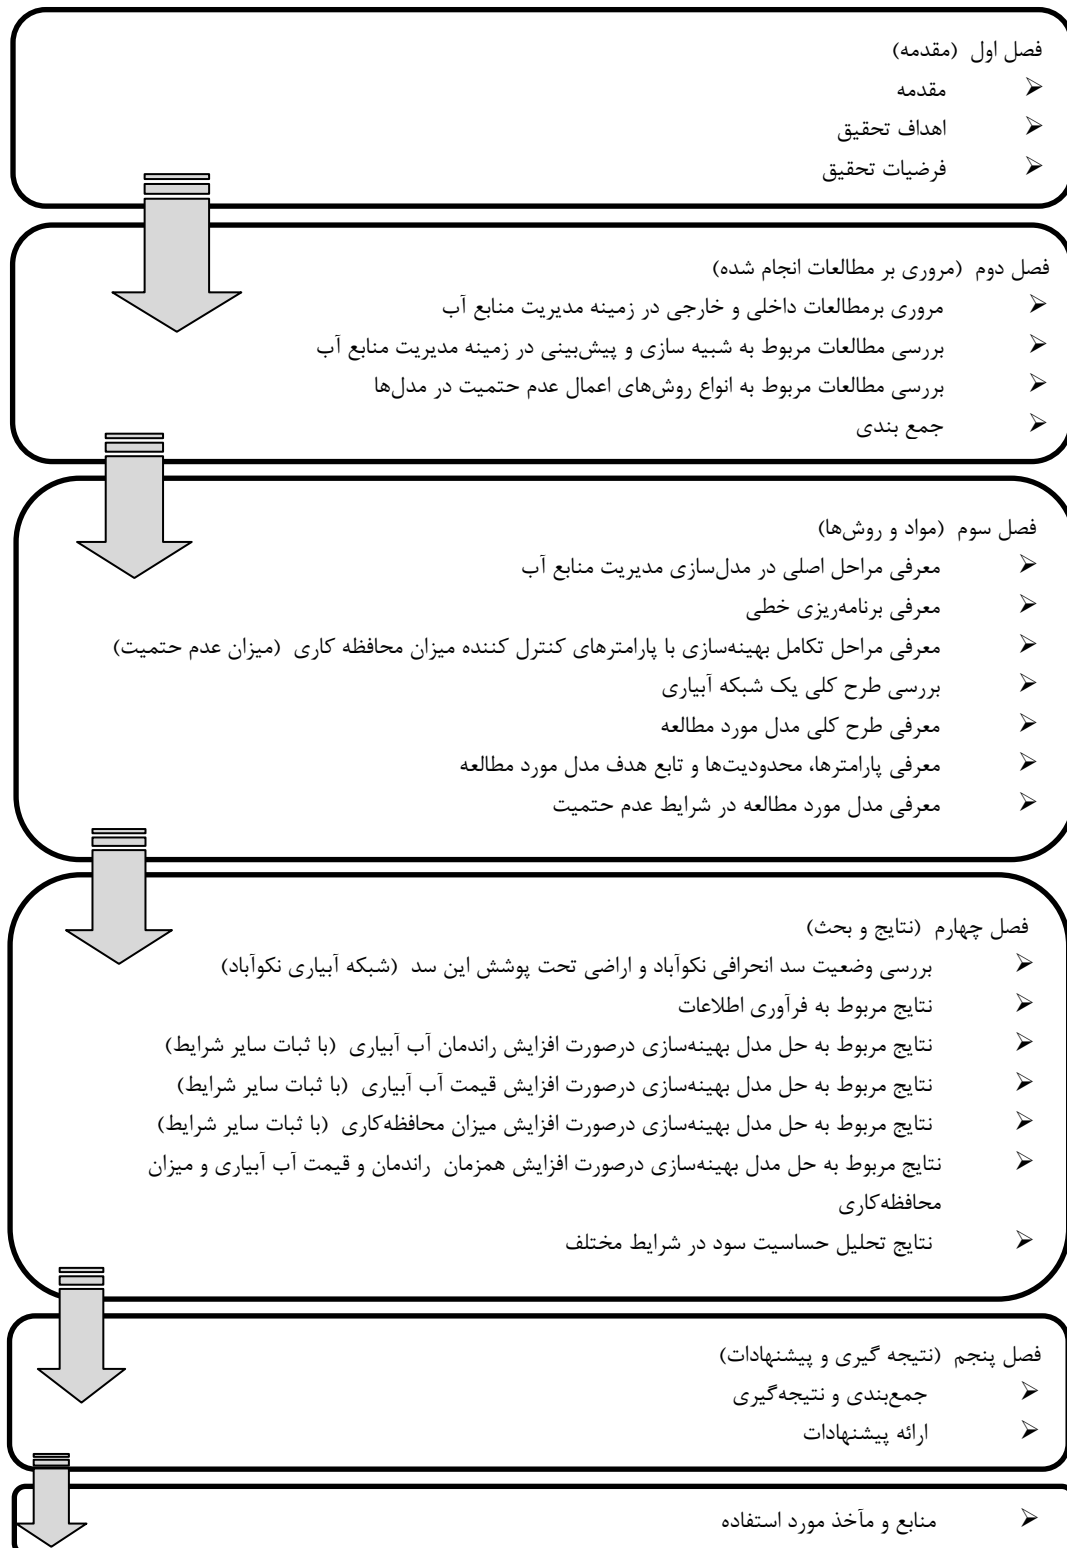 فصل اول (مقدمه)
➢ مقدمه
➢ اهداف تحقیق
➢ فرضیات تحقیق
فصل دوم (مروری بر مطالعات انجام شده)
➢ مروری برمطالعات داخلی و خارجی در زمینه مدیریت منابع آب
➢ بررسی مطالعات مربوط به شبیه سازی و پیش‌بینی در زمینه مدیریت منابع آب
➢ بررسی مطالعات مربوط به انواع روش‌های اعمال عدم حتمیت در مدل‌ها
➢ جمع بندی
فصل سوم (مواد و روش‌ها)
➢ معرفی مراحل اصلی در مدل‌سازی مدیریت منابع آب
➢ معرفی برنامه‌ریزی خطی
➢ معرفی مراحل تکامل بهینه‌سازی با پارامترهای کنترل کننده میزان محافظه کاری (میزان عدم حتمیت)
➢ بررسی طرح کلی یک شبکه آبیاری
➢ معرفی طرح کلی مدل مورد مطالعه
➢ معرفی پارامترها، محدودیت‌ها و تابع هدف مدل مورد مطالعه
➢ معرفی مدل مورد مطالعه در شرایط عدم حتمیت
فصل چهارم (نتایج و بحث)
➢ بررسی وضعیت سد انحرافی نکوآباد و اراضی تحت پوشش این سد (شبکه آبیاری نکوآباد)
➢ نتایج مربوط به فرآوری اطلاعات
➢ نتایج مربوط به حل مدل بهینه‌سازی درصورت افزایش راندمان آب آبیاری (با ثبات سایر شرایط)
➢ نتایج مربوط به حل مدل بهینه‌سازی درصورت افزایش قیمت آب آبیاری (با ثبات سایر شرایط)
➢ نتایج مربوط به حل مدل بهینه‌سازی درصورت افزایش میزان محافظه‌کاری (با ثبات سایر شرایط)
➢ نتایج مربوط به حل مدل بهینه‌سازی درصورت افزایش همزمان راندمان و قیمت آب آبیاری و میزان
محافظه‌کاری
➢ نتایج تحلیل حساسیت سود در شرایط مختلف
فصل پنجم (نتیجه گیری و پیشنهادات)
➢ جمع‌بندی و نتیجه‌گیری
➢ ارائه پیشنهادات
➢ منابع و مآخذ مورد استفاده